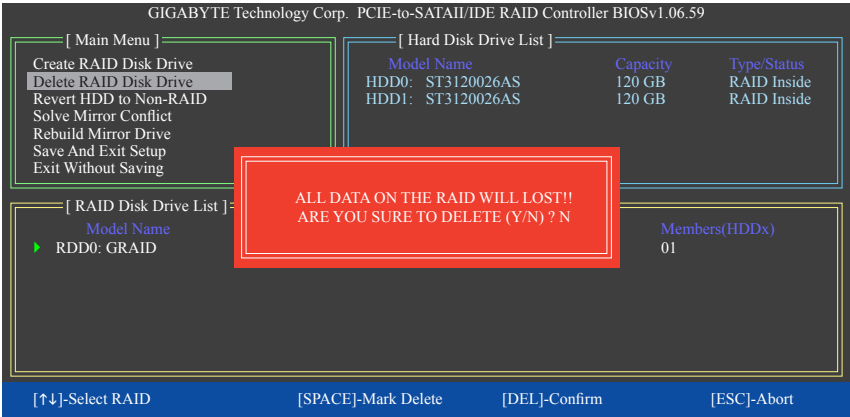 GIGABYTE Technology Corp. PCIE-to-SATAII/IDE RAID Controller BIOSv1.06.59
[ Main Menu ]
Create RAID Disk Drive
Delete RAID Disk Drive
Revert HDD to Non-RAID
Solve Mirror Conflict
Rebuild Mirror Drive
Save And Exit Setup
Exit Without Saving
[ Hard Disk Drive List ]
Model Name Capacity Type/Status
HDD0: ST3120026AS 120 GB RAID Inside
HDD1: ST3120026AS 120 GB RAID Inside
ALL DATA ON THE RAID WILL LOST!!
ARE YOU SURE TO DELETE (Y/N) ? N
[ RAID Disk Drive List ]
Model Name Members(HDDx)
RDD0: GRAID 01
[↑↓]-Select RAID [SPACE]-Mark Delete [DEL]-Confirm [ESC]-Abort